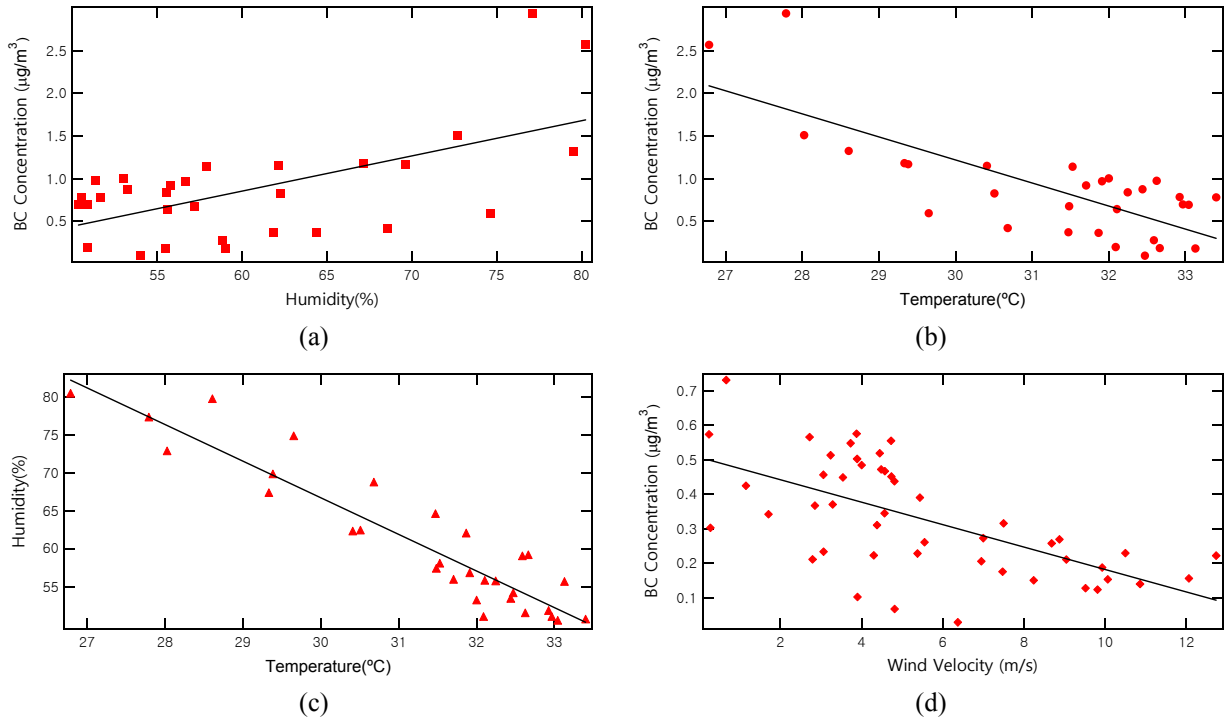 BC Concentration (µg/m³)
2.5
2.0
1.5
1.0
0.5
55 60 65 70 75 80
Humidity(%)
(a)
BC Concentration (µg/m³)
2.5
2.0
1.5
1.0
0.5
27 28 29 30 31 32 33
Temperature(ºC)
(b)
Humidity(%)
80
75
70
65
60
55
27 28 29 30 31 32 33
Temperature(ºC)
(c)
BC Concentration (µg/m³)
0.7
0.6
0.5
0.4
0.3
0.2
0.1
2 4 6 8 10 12
Wind Velocity (m/s)
(d)